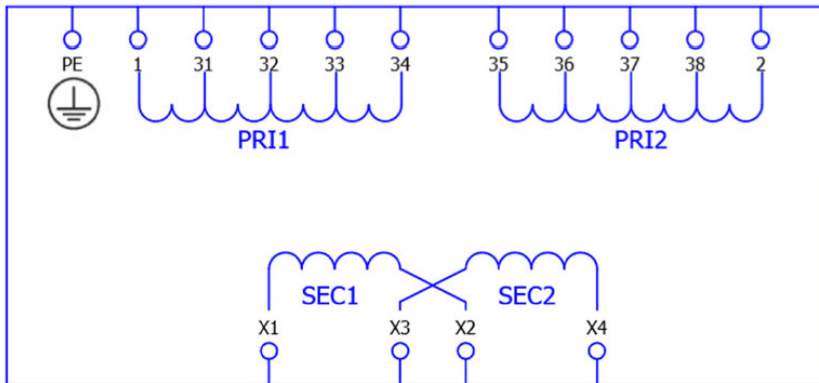 PE 1 31 32 33 34 35 36 37 38 2
PRI1 PRI2
SEC1 SEC2
X1 X3 X2 X4